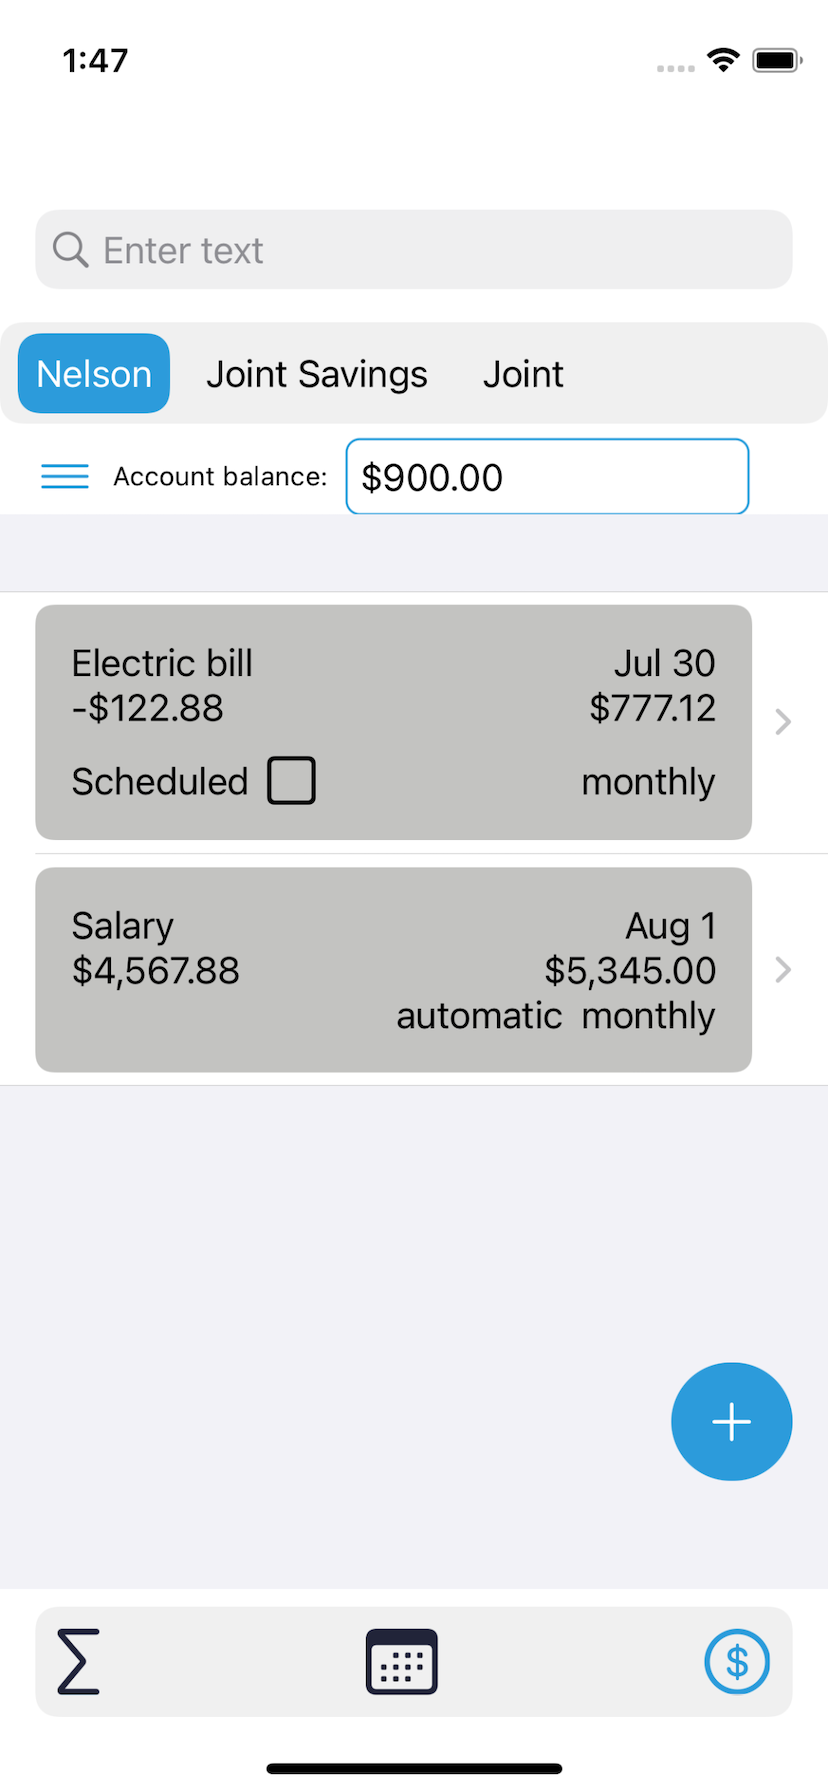 1:47
Enter text
Nelson Joint Savings Joint
Account balance: $900.00
Electric bill Jul 30
-$122.88 $777.12
Scheduled monthly
Salary Aug 1
$4,567.88 $5,345.00
automatic monthly